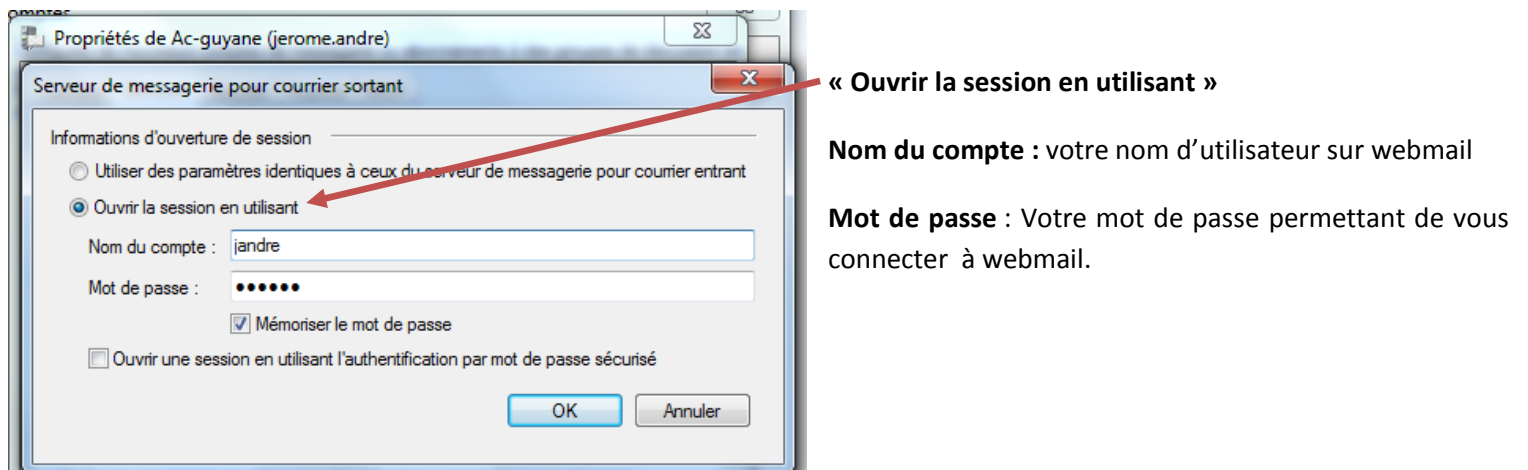 omptes
Propriétés de Ac-guyane (jerome.andre)
Serveur de messagerie pour courrier sortant
Informations d'ouverture de session
Utiliser des paramètres identiques à ceux du serveur de messagerie pour courrier entrant
Ouvrir la session en utilisant
Nom du compte : jandre
Mot de passe : ●●●●●●
Mémoriser le mot de passe
Ouvrir une session en utilisant l'authentification par mot de passe sécurisé
OK Annuler
« Ouvrir la session en utilisant »
Nom du compte : votre nom d’utilisateur sur webmail
Mot de passe : Votre mot de passe permettant de vous
connecter à webmail.